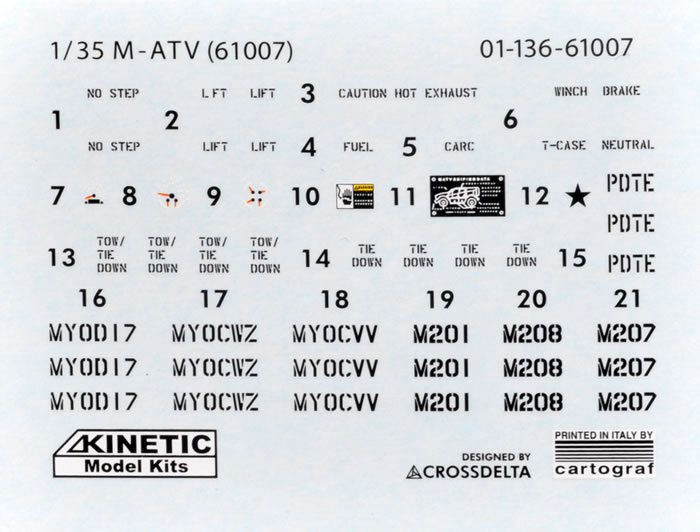 1/35 M-ATV (61007) 01-136-61007
NO STEP L FT LIFT 3 CAUTION HOT EXHAUST WINCH BRAKE
1 2 6
NO STEP LIFT LIFT 4 FUEL 5 CARC T-CASE NEUTRAL
7 8 9 10 11 12 PDTE
PDTE
13 TOW/ TOW/ TOW/ TOW/ 14 TIE TIE TIE TIE 15 PDTE
TIE TIE TIE TIE DOWN DOWN DOWN DOWN
DOWN DOWN DOWN DOWN
16 17 18 19 20 21
MYOD17 MYOCWZ MYOCVV M201 M208 M207
MYOD17 MYOCWZ MYOCVV M201 M208 M207
MYOD17 MYOCWZ MYOCVV M201 M208 M207
KINETIC
Model Kits
DESIGNED BY
CROSSDELTA
PRINTED IN ITALY BY
cartograf